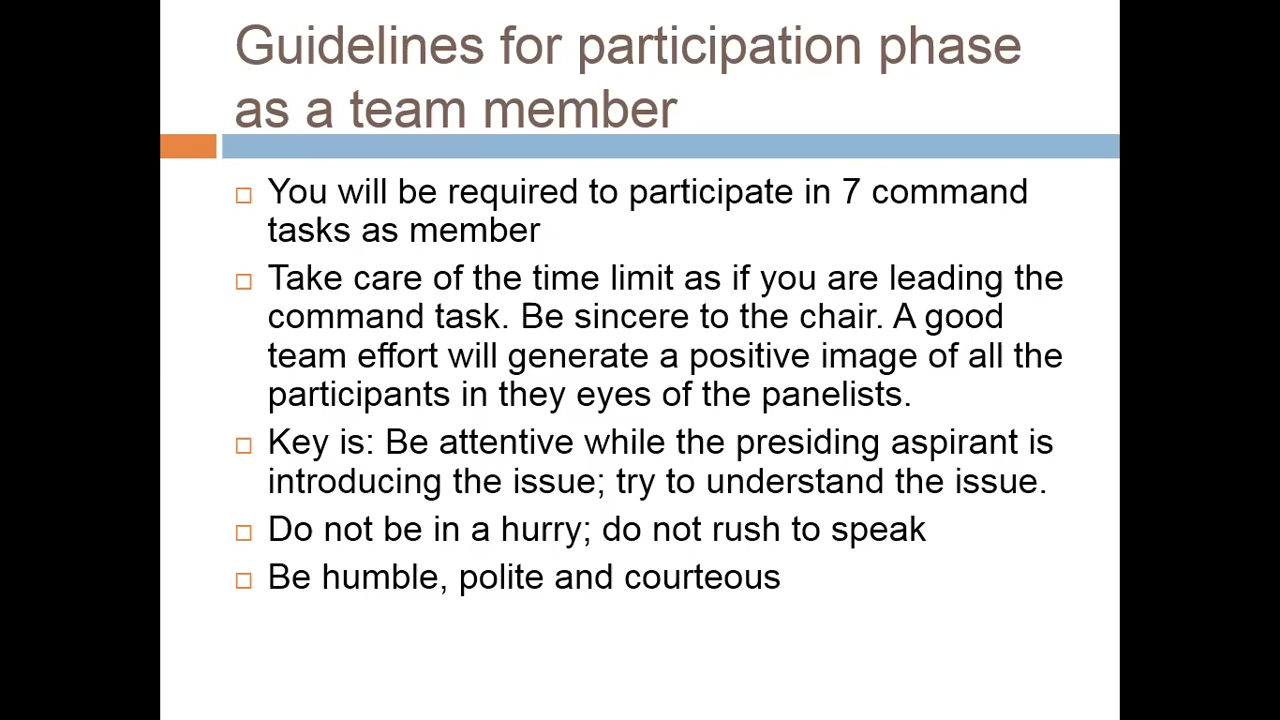 Guidelines for participation phase
as a team member
You will be required to participate in 7 command
tasks as member
Take care of the time limit as if you are leading the
command task. Be sincere to the chair. A good
team effort will generate a positive image of all the
participants in they eyes of the panelists.
Key is: Be attentive while the presiding aspirant is
introducing the issue; try to understand the issue.
Do not be in a hurry; do not rush to speak
Be humble, polite and courteous